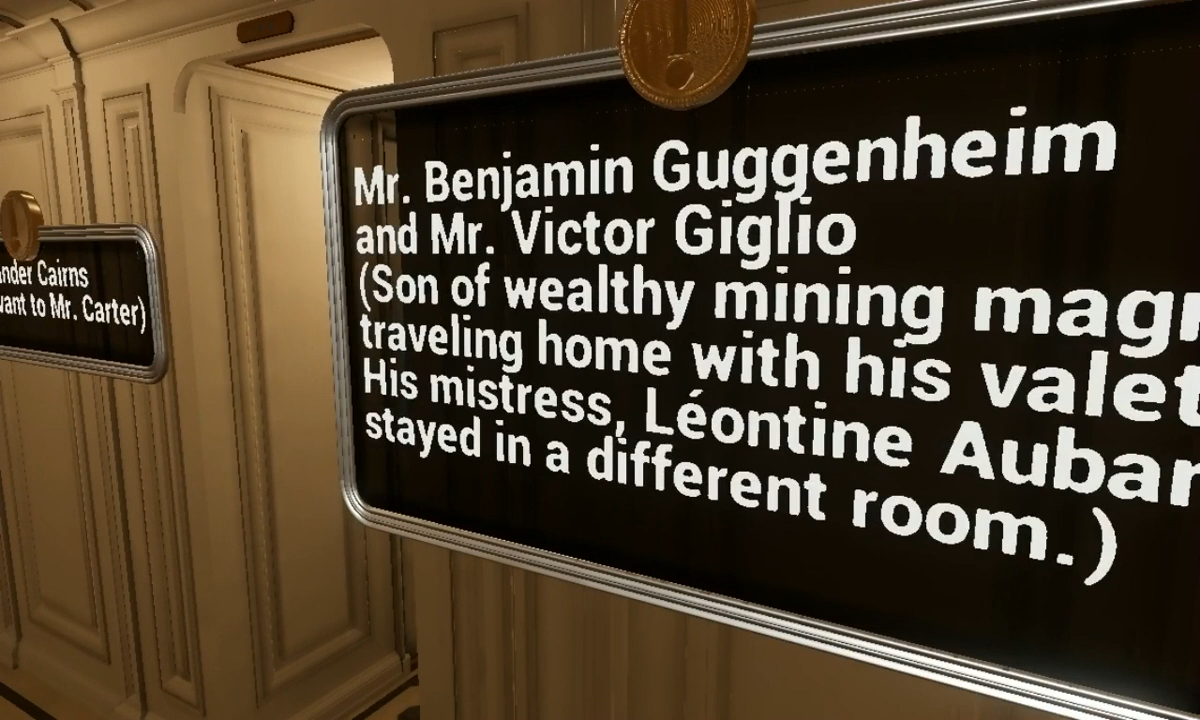 Cairns
to Mr. Carter)
Mr. Benjamin Guggenheim
and Mr. Victor Giglio
(Son of wealthy mining
traveling home with his valet
His mistress, Léontine
stayed in a different room.)